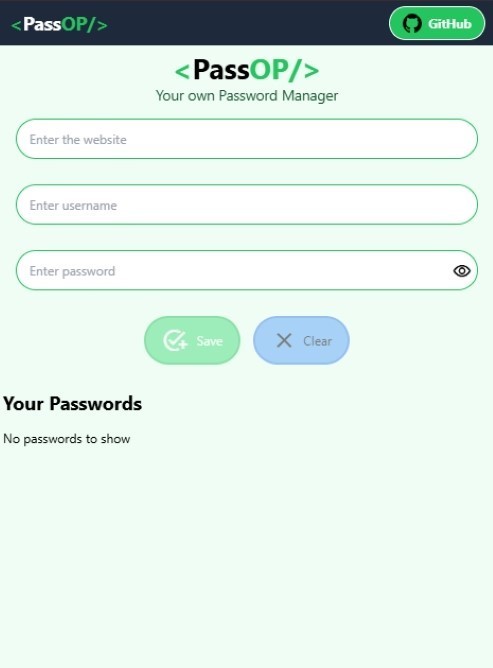 <PassOP/>
GitHub
<PassOP/>
Your own Password Manager
Enter the website
Enter username
Enter password
Save
Clear
Your Passwords
No passwords to show